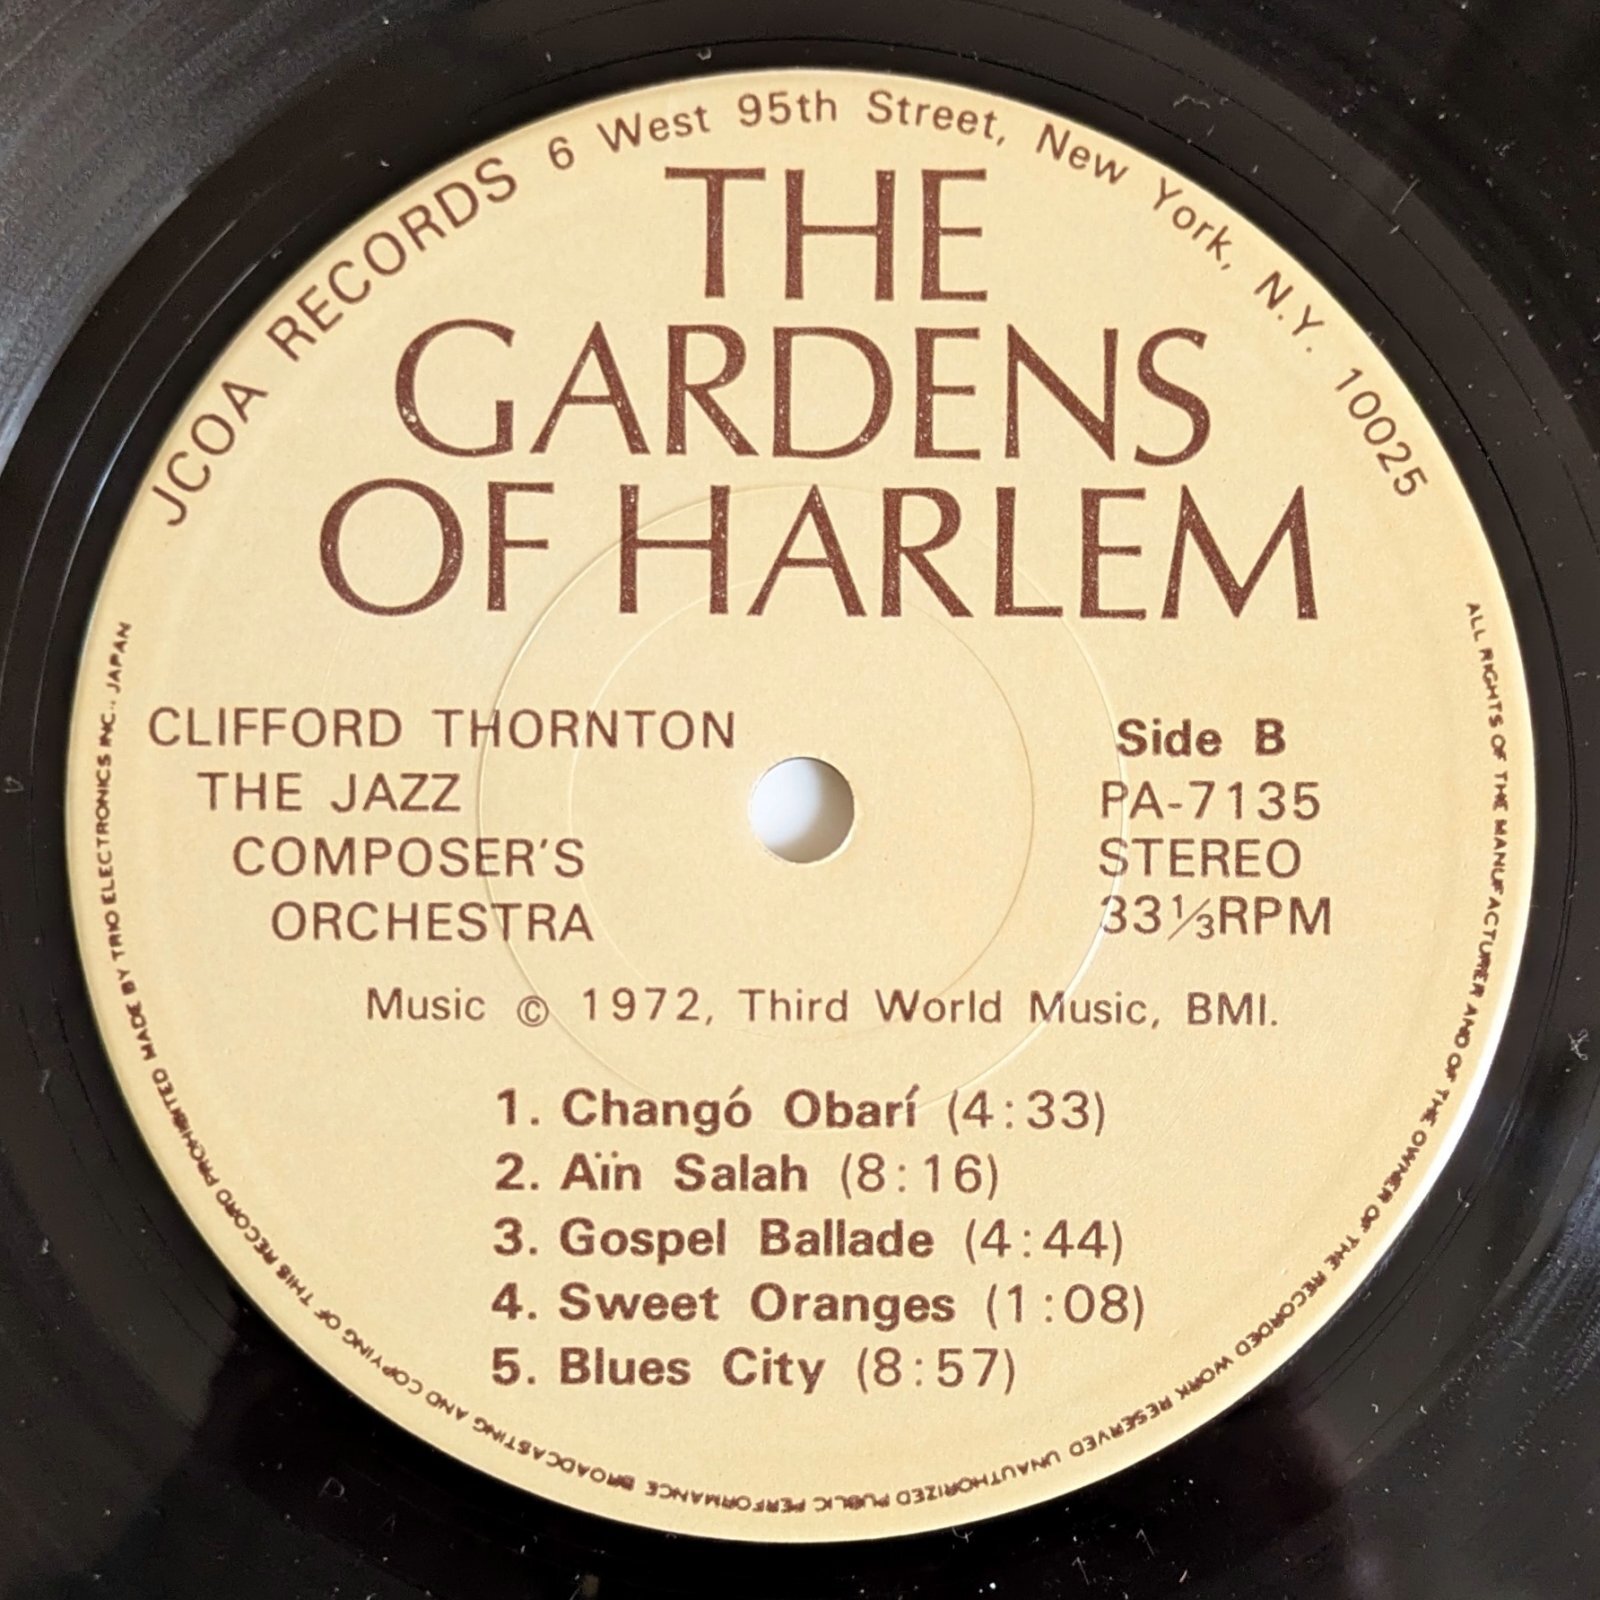 JCOA RECORDS 6 West 95th Street, New York, N.Y. 10025
THE
GARDENS
OF HARLEM
CLIFFORD THORNTON
THE JAZZ
COMPOSER'S
ORCHESTRA
Side B
PA-7135
STEREO
33⅓RPM
Music © 1972, Third World Music, BMI.
1. Changó Obarí (4:33)
2. Aïn Salah (8:16)
3. Gospel Ballade (4:44)
4. Sweet Oranges (1:08)
5. Blues City (8:57)
ALL RIGHTS OF THE MANUFACTURER AND OF THE OWNER OF THE RECORDED WORK RESERVED UNAUTHORIZED PUBLIC PERFORMANCE BROADCASTING AND COPYING OF THIS RECORD PROHIBITED MADE BY TRIO ELECTRONICS INC., JAPAN